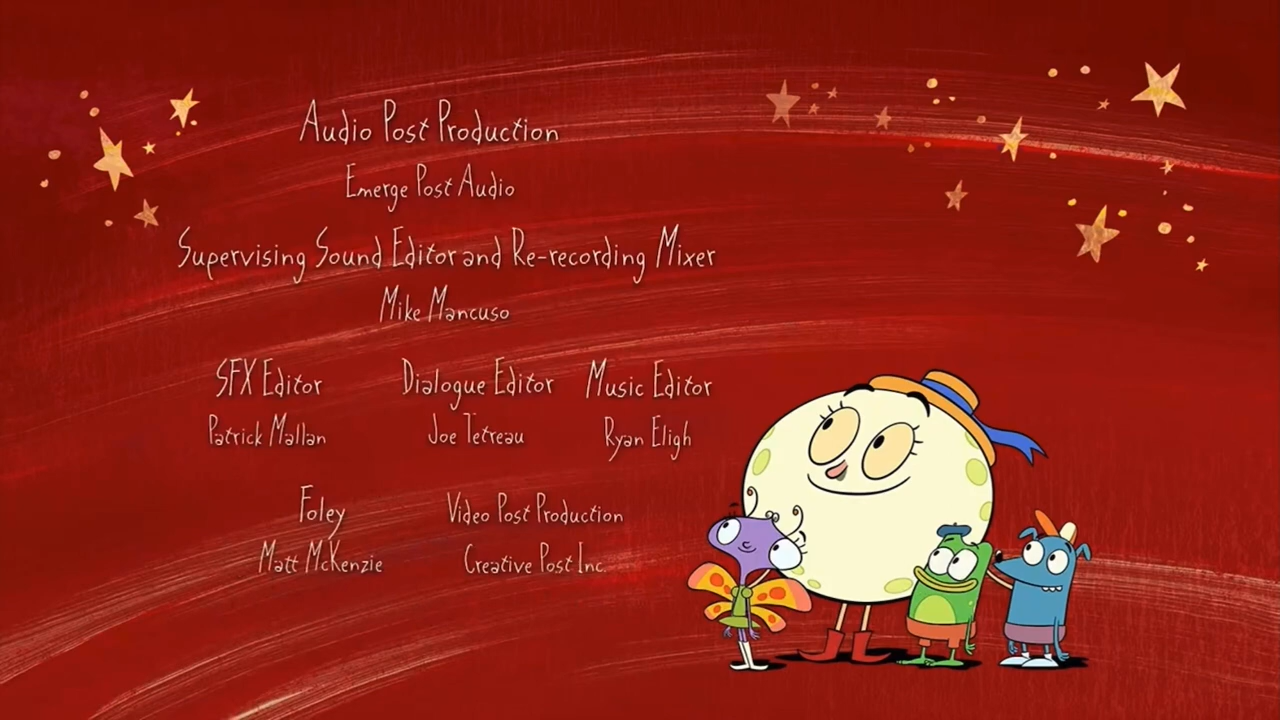 Audio Post Production
Emerge Post Audio
Supervising Sound Editor and Re-recording Mixer
Mike Mancuso
SFX Editor Dialogue Editor Music Editor
Patrick Mallan Joe Tetreau Ryan Eligh
Foley Video Post Production
Matt McKenzie Creative Post Inc.